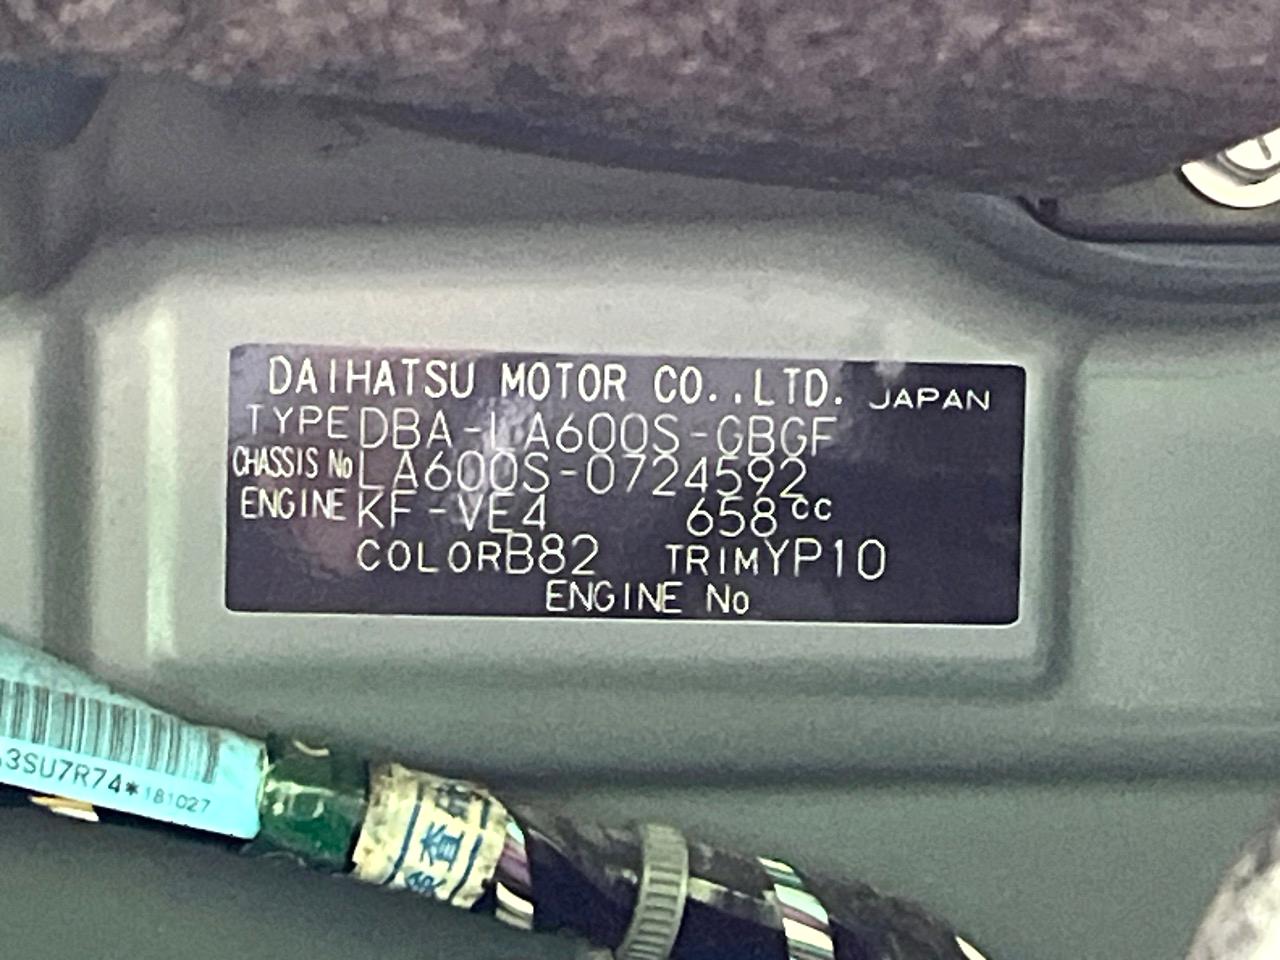 DAIHATSU MOTOR CO.,LTD. JAPAN
TYPE DBA-LA600S-GBGF
CHASSIS No LA600S-0724592
ENGINE KF-VE4 658cc
COLOR B82 TRIM YP10
ENGINE No
3SU7R74*181027